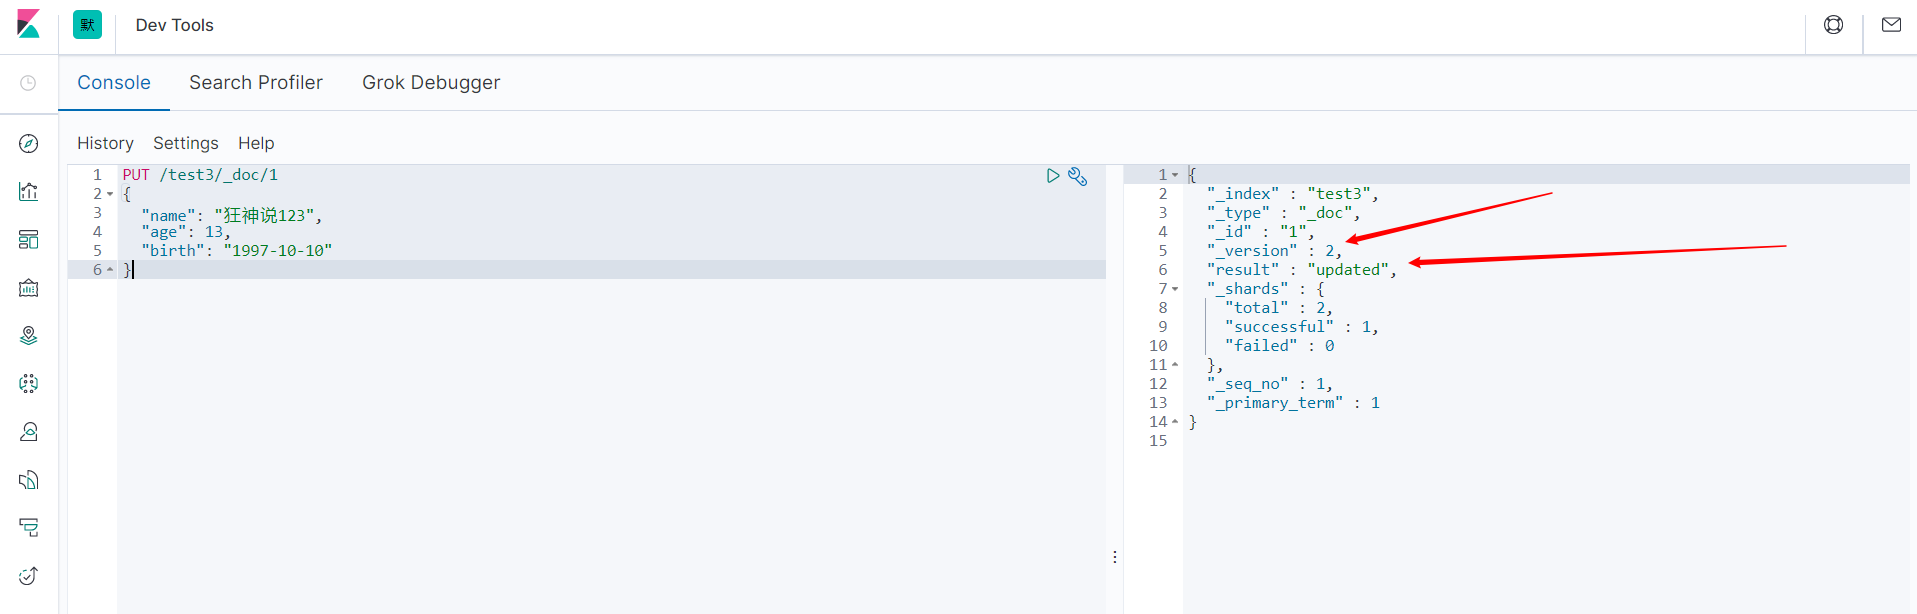 默 Dev Tools
Console Search Profiler Grok Debugger
History Settings Help
1 PUT /test3/_doc/1
2 {
3 "name": "狂神说123",
4 "age": 13,
5 "birth": "1997-10-10"
6 }
1 {
2 "_index" : "test3",
3 "_type" : "_doc",
4 "_id" : "1",
5 "_version" : 2,
6 "result" : "updated",
7 "_shards" : {
8 "total" : 2,
9 "successful" : 1,
10 "failed" : 0
11 },
12 "_seq_no" : 1,
13 "_primary_term" : 1
14 }
15